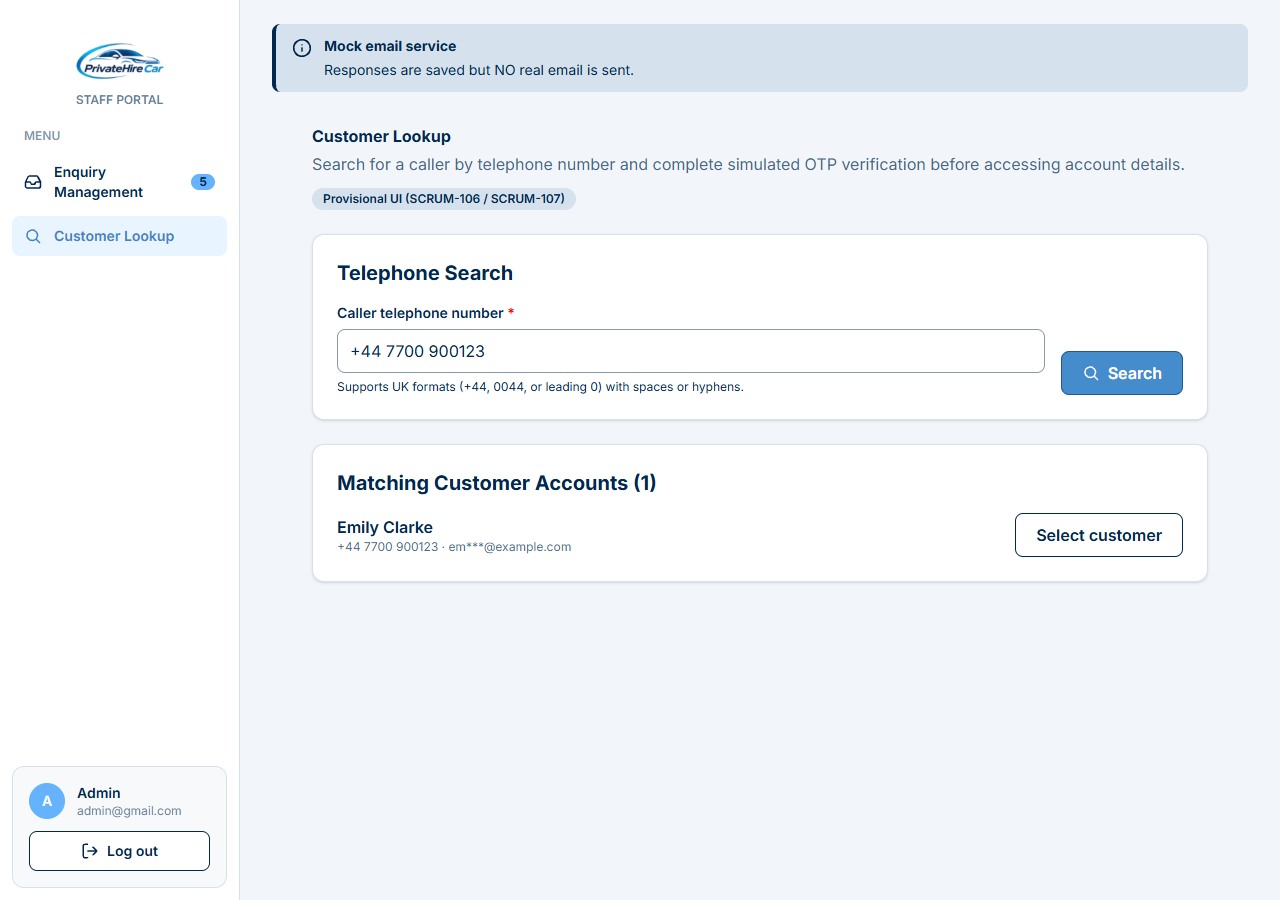 PrivateHire Car
STAFF PORTAL
MENU
Enquiry
Management
5
Customer Lookup
A
Admin
admin@gmail.com
Log out
Mock email service
Responses are saved but NO real email is sent.
Customer Lookup
Search for a caller by telephone number and complete simulated OTP verification before accessing account details.
Provisional UI (SCRUM-106 / SCRUM-107)
Telephone Search
Caller telephone number *
+44 7700 900123
Supports UK formats (+44, 0044, or leading 0) with spaces or hyphens.
Search
Matching Customer Accounts (1)
Emily Clarke
+44 7700 900123 · em***@example.com
Select customer